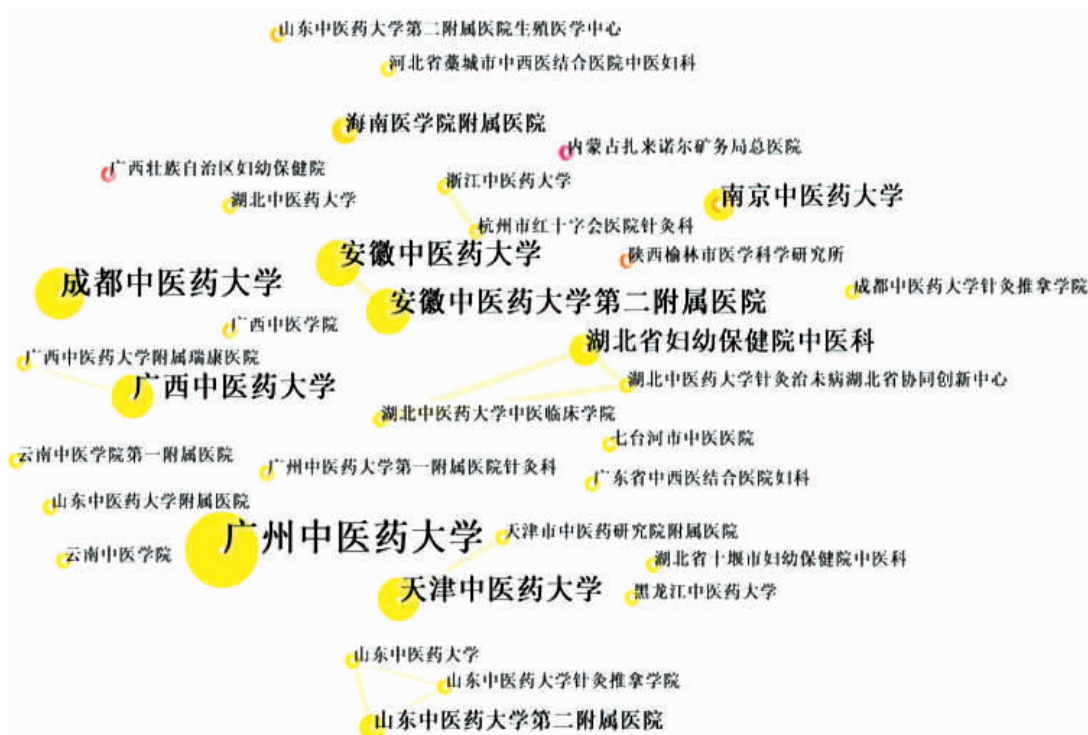 山东中医药大学第二附属医院生殖医学中心
河北省藁城市中西医结合医院中医妇科
海南医学院附属医院
内蒙古扎来诺尔矿务局总医院
广西壮族自治区妇幼保健院
浙江中医药大学
湖北中医药大学
南京中医药大学
杭州市红十字会医院针灸科
安徽中医药大学
陕西榆林市医学科学研究所
成都中医药大学
成都中医药大学针灸推拿学院
安徽中医药大学第二附属医院
广西中医学院
湖北省妇幼保健院中医科
广西中医药大学附属瑞康医院
广西中医药大学
湖北中医药大学针灸治未病湖北省协同创新中心
湖北中医药大学中医临床学院
七台河市中医医院
云南中医学院第一附属医院
广州中医药大学第一附属医院针灸科
广东省中西医结合医院妇科
山东中医药大学附属医院
广州中医药大学
天津市中医药研究院附属医院
云南中医学院
湖北省十堰市妇幼保健院中医科
天津中医药大学
黑龙江中医药大学
山东中医药大学
山东中医药大学针灸推拿学院
山东中医药大学第二附属医院